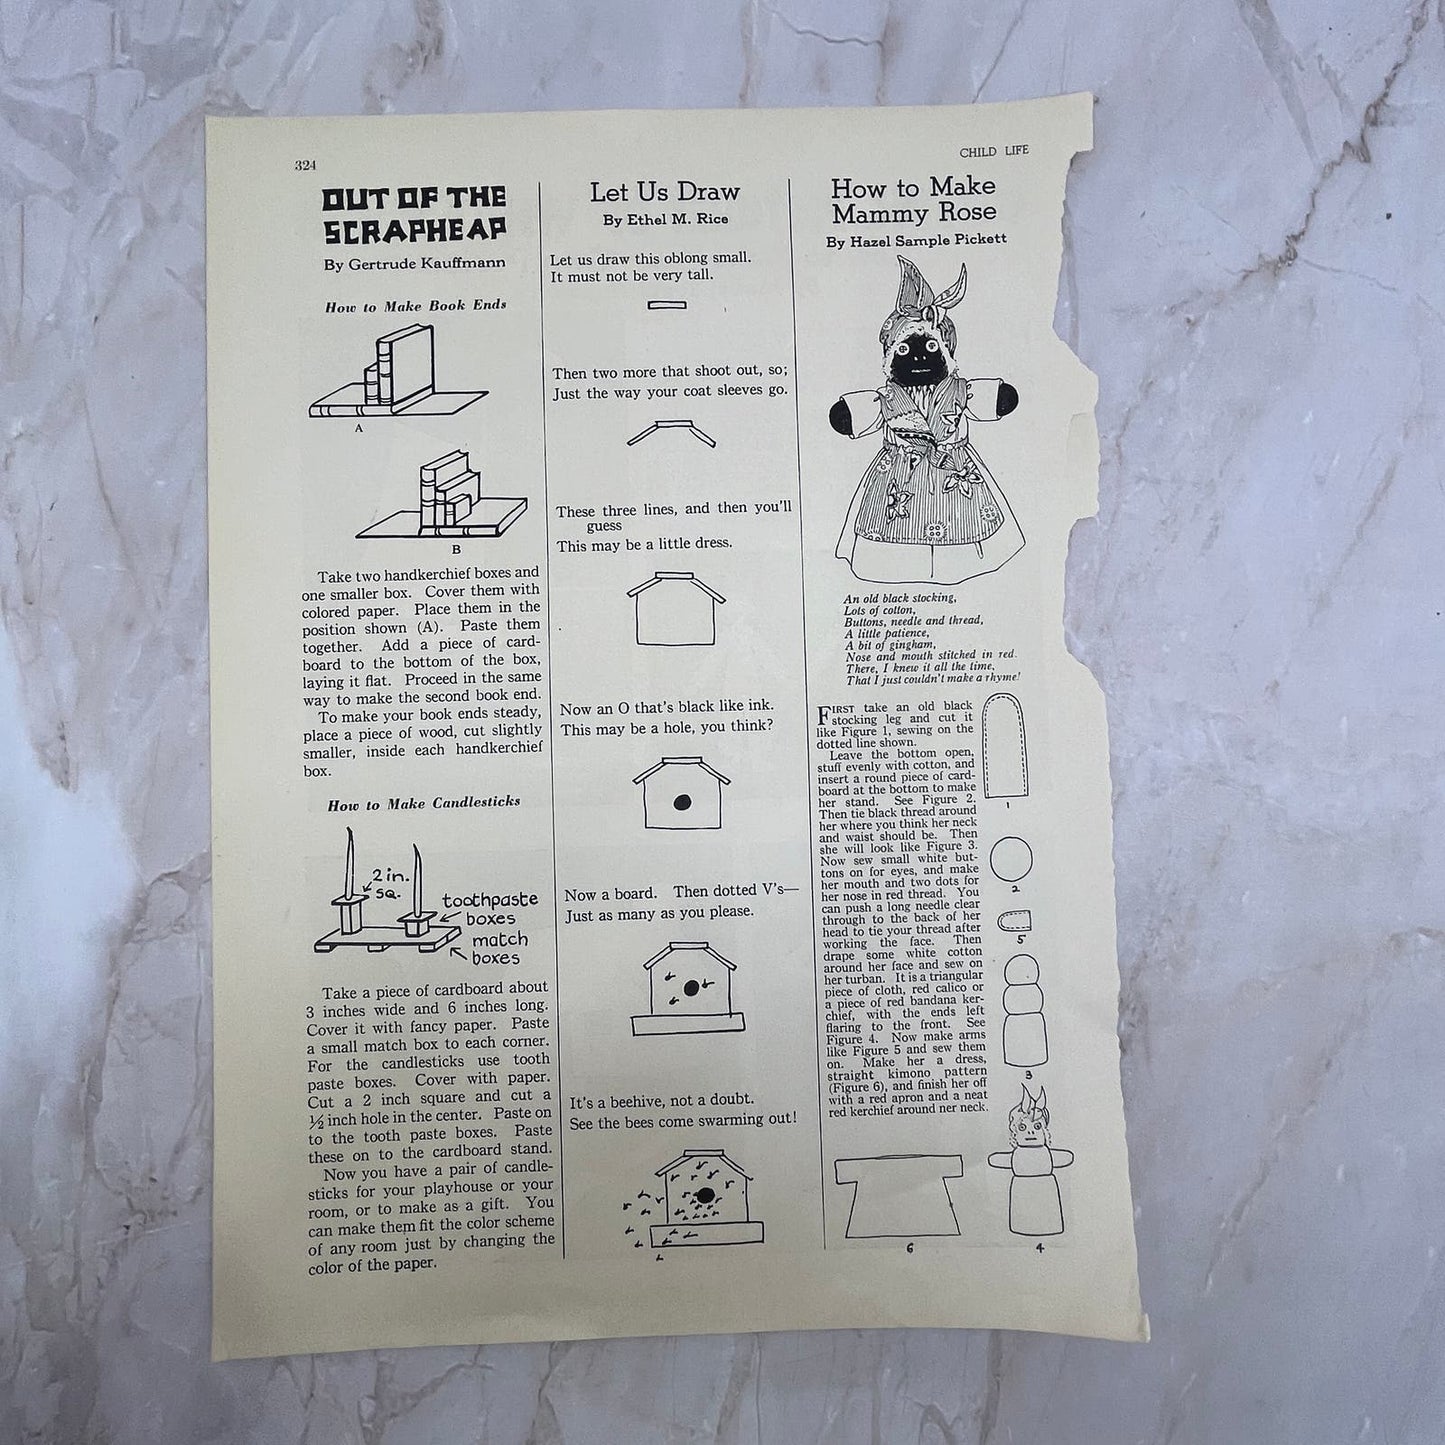 324
CHILD LIFE
OUT OF THE
SCRAPHEAP
By Gertrude Kauffmann
How to Make Book Ends
A
B
Take two handkerchief boxes and
one smaller box. Cover them with
colored paper. Place them in the
position shown (A). Paste them
together. Add a piece of card-
board to the bottom of the box,
laying it flat. Proceed in the same
way to make the second book end.
To make your book ends steady,
place a piece of wood, cut slightly
smaller, inside each handkerchief
box.
How to Make Candlesticks
2 in.
sq.
toothpaste
boxes
match
boxes
Take a piece of cardboard about
3 inches wide and 6 inches long.
Cover it with fancy paper. Paste
a small match box to each corner.
For the candlesticks use tooth
paste boxes. Cover with paper.
Cut a 2 inch square and cut a
½ inch hole in the center. Paste on
to the tooth paste boxes. Paste
these on to the cardboard stand.
Now you have a pair of candle-
sticks for your playhouse or your
room, or to make as a gift. You
can make them fit the color scheme
of any room just by changing the
color of the paper.
Let Us Draw
By Ethel M. Rice
Let us draw this oblong small.
It must not be very tall.
Then two more that shoot out, so;
Just the way your coat sleeves go.
These three lines, and then you'll
guess
This may be a little dress.
Now an O that's black like ink.
This may be a hole, you think?
Now a board. Then dotted V's—
Just as many as you please.
It's a beehive, not a doubt.
See the bees come swarming out!
How to Make
Mammy Rose
By Hazel Sample Pickett
An old black stocking,
Lots of cotton,
Buttons, needle and thread,
A little patience,
A bit of gingham,
Nose and mouth stitched in red.
There, I knew it all the time,
That I just couldn't make a rhyme!
FIRST take an old black
stocking leg and cut it
like Figure 1, sewing on the
dotted line shown.
Leave the bottom open,
stuff evenly with cotton, and
insert a round piece of card-
board at the bottom to make
her stand. See Figure 2.
Then tie black thread around
her where you think her neck
and waist should be. Then
she will look like Figure 3.
Now sew small white but-
tons on for eyes, and make
her mouth and two dots for
her nose in red thread. You
can push a long needle clear
through to the back of her
head to tie your thread after
working the face. Then
drape some white cotton
around her face and sew on
her turban. It is a triangular
piece of cloth, red calico or
a piece of red bandana ker-
chief, with the ends left
flaring to the front. See
Figure 4. Now make arms
like Figure 5 and sew them
on. Make her a dress,
straight kimono pattern
(Figure 6), and finish her off
with a red apron and a neat
red kerchief around her neck.
1
2
5
3
6
4